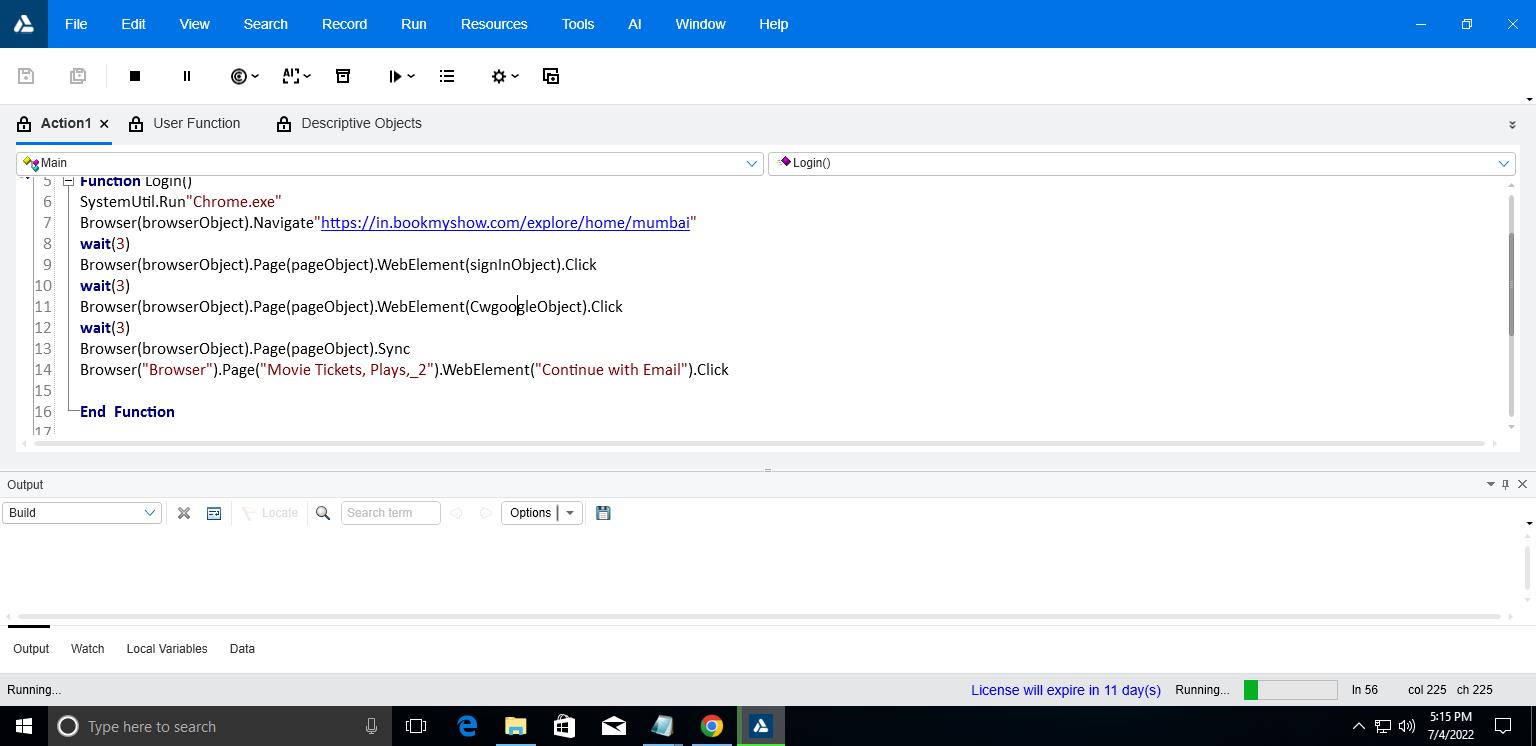 File Edit View Search Record Run Resources Tools AI Window Help
Action1 User Function Descriptive Objects
Main Login()
5 Function Login()
6 SystemUtil.Run"Chrome.exe"
7 Browser(browserObject).Navigate"https://in.bookmyshow.com/explore/home/mumbai"
8 wait(3)
9 Browser(browserObject).Page(pageObject).WebElement(signInObject).Click
10 wait(3)
11 Browser(browserObject).Page(pageObject).WebElement(CwgoogleObject).Click
12 wait(3)
13 Browser(browserObject).Page(pageObject).Sync
14 Browser("Browser").Page("Movie Tickets, Plays,_2").WebElement("Continue with Email").Click
15
16 End Function
17
Output
Build Locate Search term Options
Output Watch Local Variables Data
Running... License will expire in 11 day(s) Running... ln 56 col 225 ch 225
Type here to search 5:15 PM
7/4/2022